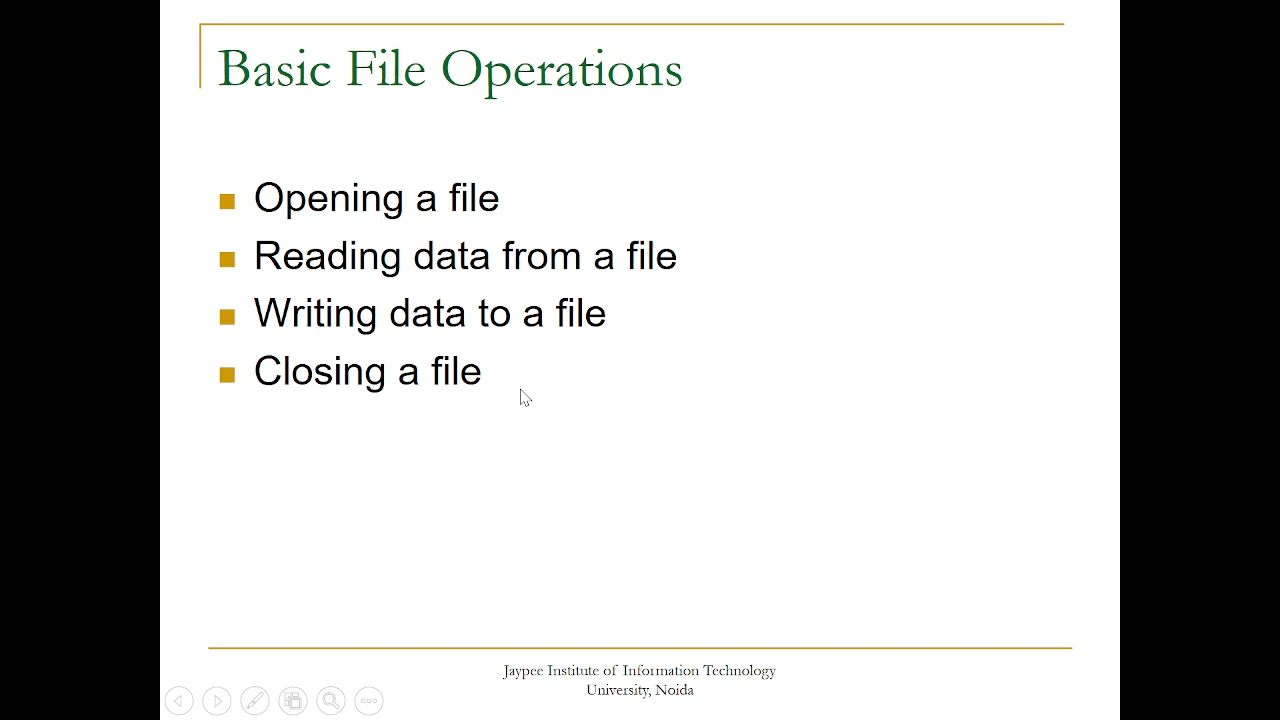 Basic File Operations
Opening a file
Reading data from a file
Writing data to a file
Closing a file
Jaypee Institute of Information Technology
University, Noida